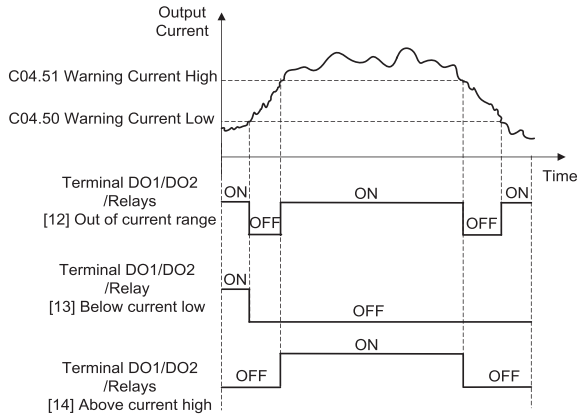 Output
Current
C04.51 Warning Current High
C04.50 Warning Current Low
Time
Terminal DO1/DO2
/Relays
[12] Out of current range
ON
OFF
ON
OFF
ON
Terminal DO1/DO2
/Relay
[13] Below current low
ON
OFF
Terminal DO1/DO2
/Relays
[14] Above current high
OFF
ON
OFF